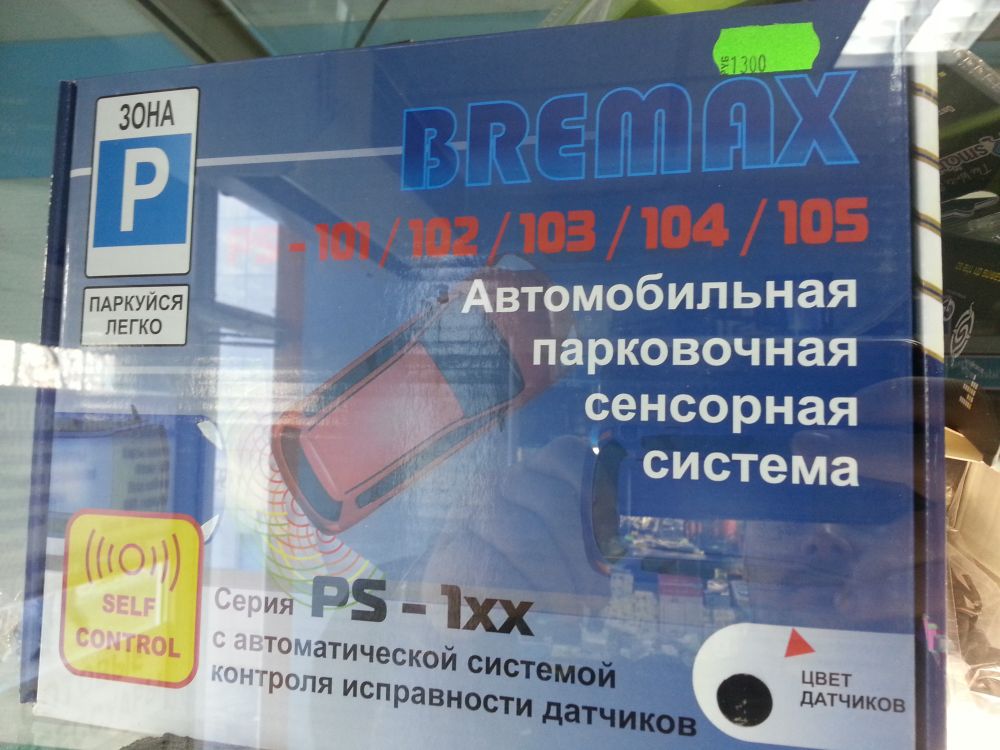 РУБ
1300
ЗОНА
P
ПАРКУЙСЯ
ЛЕГКО
BREMAX
PS - 101 / 102 / 103 / 104 / 105
Автомобильная
парковочная
сенсорная
система
SELF
CONTROL
Серия PS - 1xx
с автоматической системой
контроля исправности датчиков
ЦВЕТ
ДАТЧИКОВ